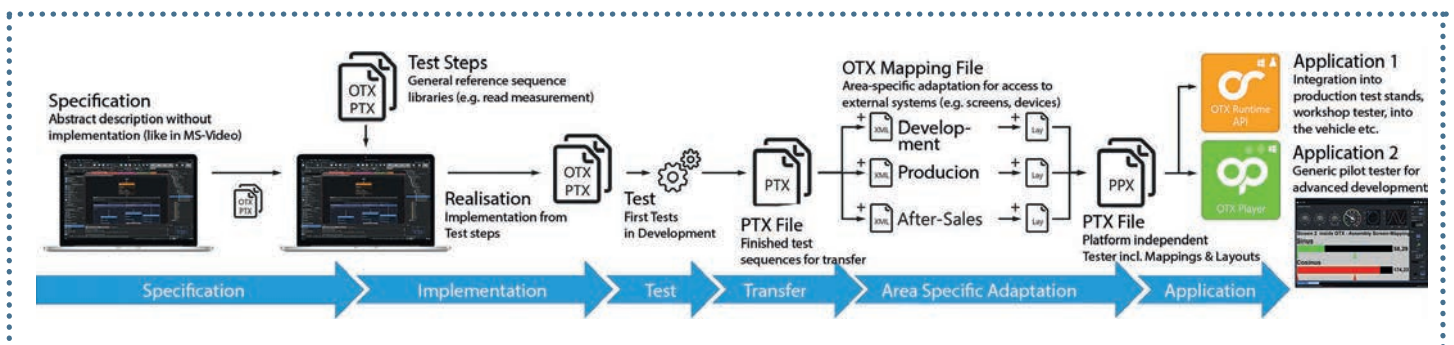 Specification
Abstract description without
implementation (like in MS-Video)
OTX
PTX
Test Steps
General reference sequence
libraries (e.g. read measurement)
OTX
PTX
Realisation
Implementation from
Test steps
OTX
PTX
Test
First Tests
in Development
PTX
PTX File
Finished test
sequences for transfer
OTX Mapping File
Area-specific adaptation for access to
external systems (e.g. screens, devices)
+
XML
Develop-
ment
+
Lay
+
XML
Producion
+
Lay
+
XML
After-Sales
+
Lay
PPX
PTX File
Platform independent
Tester incl. Mappings & Layouts
OTX Runtime
API
OTX Player
Application 1
Integration into
production test stands,
workshop tester, into
the vehicle etc.
Application 2
Generic pilot tester for
advanced development
Sinus
Cosinus
Specification
Implementation
Test
Transfer
Area Specific Adaptation
Application